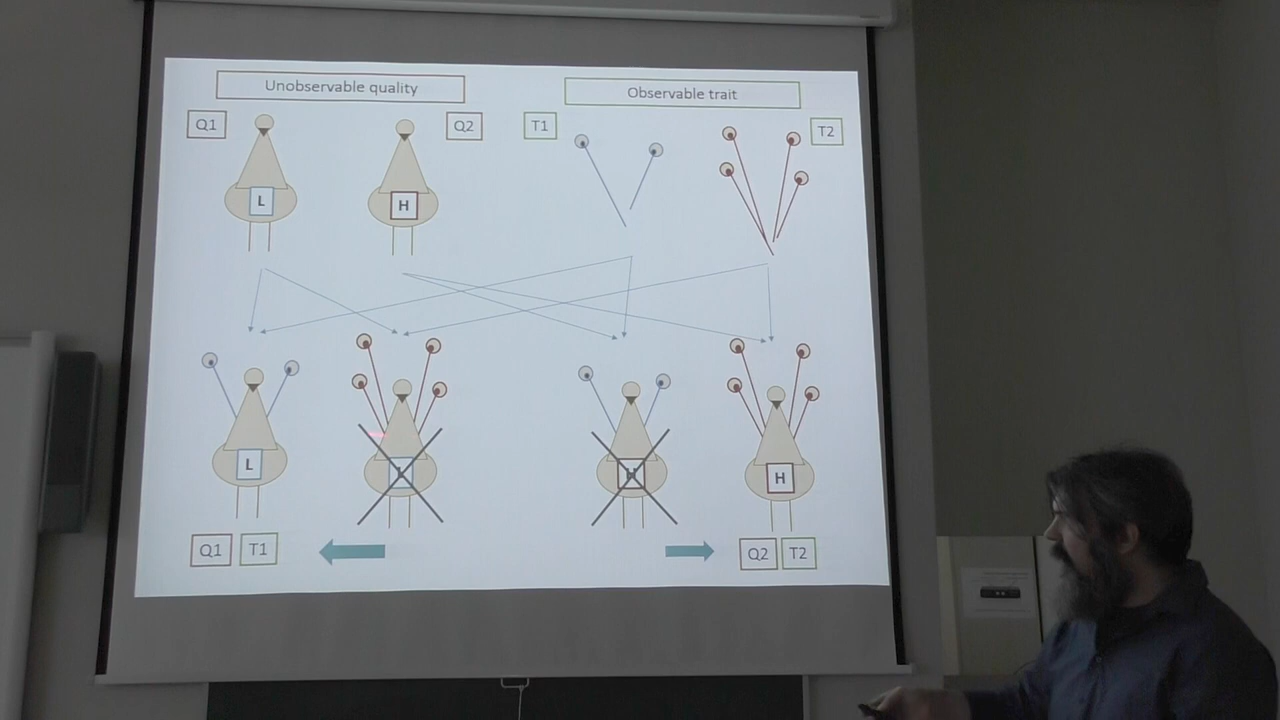 Unobservable quality
Observable trait
Q1
Q2
T1
T2
L
H
L
H
Q1
T1
Q2
T2